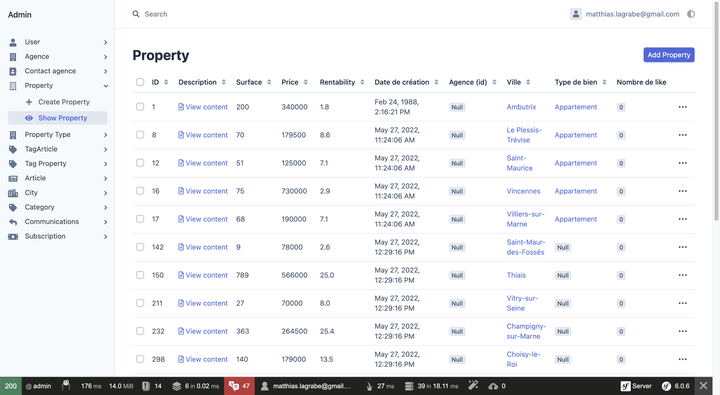 Admin
Search
matthias.lagrabe@gmail.com
User
Agence
Contact agence
Property
Create Property
Show Property
Property Type
TagArticle
Tag Property
Article
City
Category
Communications
Subscription
Property
Add Property
ID Description Surface Price Rentability Date de création Agence (id) Ville Type de bien Nombre de like
1 View content 200 340000 1.8 Feb 24, 1988, 2:16:21 PM Null Ambutrix Appartement 0
8 View content 70 179500 8.6 May 27, 2022, 11:24:06 AM Null Le Plessis-Trévise Appartement 0
12 View content 51 125000 7.1 May 27, 2022, 11:24:06 AM Null Saint-Maurice Appartement 0
16 View content 75 730000 2.9 May 27, 2022, 11:24:06 AM Null Vincennes Appartement 0
17 View content 68 190000 7.1 May 27, 2022, 11:24:06 AM Null Villiers-sur-Marne Appartement 0
142 View content 9 78000 2.6 May 27, 2022, 12:29:16 PM Null Saint-Maur-des-Fossés Null 0
150 View content 789 566000 25.0 May 27, 2022, 12:29:16 PM Null Thiais Null 0
211 View content 27 70000 8.0 May 27, 2022, 12:29:16 PM Null Vitry-sur-Seine Null 0
232 View content 363 264500 25.4 May 27, 2022, 12:29:16 PM Null Champigny-sur-Marne Null 0
298 View content 140 179000 13.5 May 27, 2022, 12:29:16 PM Null Choisy-le-Roi Null 0
200 @ admin 176 ms 14.0 MiB 14 6 in 0.02 ms 47 matthias.lagrabe@gmail.... 27 ms 39 in 18.11 ms 0 Server 6.0.6